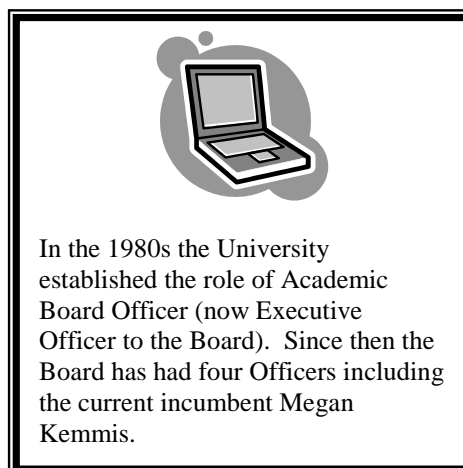 In the 1980s the University
established the role of Academic
Board Officer (now Executive
Officer to the Board).  Since then the
Board has had four Officers including
the current incumbent Megan
Kemmis.